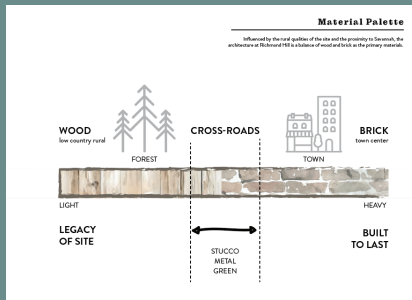 Material Palette
Influenced by the rural qualities of the site and the proximity to Savannah, the
architecture at Richmond Hill is a balance of wood and brick as the primary materials.
WOOD
low country rural
CROSS-ROADS
BRICK
town center
FOREST
TOWN
LIGHT
HEAVY
LEGACY
OF SITE
BUILT
TO LAST
STUCCO
METAL
GREEN